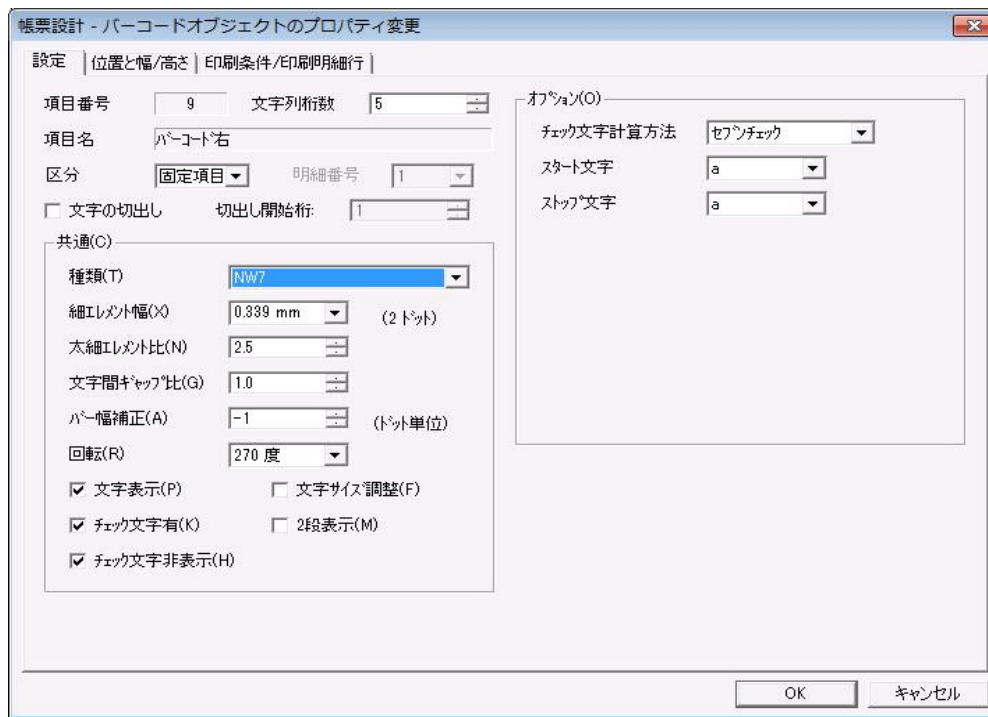 帳票設計 - バーコードオブジェクトのプロパティ変更
設定 位置と幅/高さ 印刷条件/印刷明細行
項目番号 9 文字列桁数 5
項目名 ﾊﾞｰｺｰﾄﾞ右
区分 固定項目 明細番号 1
文字の切出し 切出し開始桁: 1
共通(C)
種類(T) NW7
細ｴﾚﾒﾝﾄ幅(X) 0.339 mm (2 ﾄﾞｯﾄ)
太細ｴﾚﾒﾝﾄ比(N) 2.5
文字間ｷﾞｬｯﾌﾟ比(G) 1.0
ﾊﾞｰ幅補正(A) -1 (ﾄﾞｯﾄ単位)
回転(R) 270 度
文字表示(P) 文字ｻｲｽﾞ調整(F)
ﾁｪｯｸ文字有(K) 2段表示(M)
ﾁｪｯｸ文字非表示(H)
ｵﾌﾟｼｮﾝ(O)
ﾁｪｯｸ文字計算方法 ｾﾌﾞﾝﾁｪｯｸ
ｽﾀｰﾄ文字 a
ｽﾄｯﾌﾟ文字 a
OK キャンセル